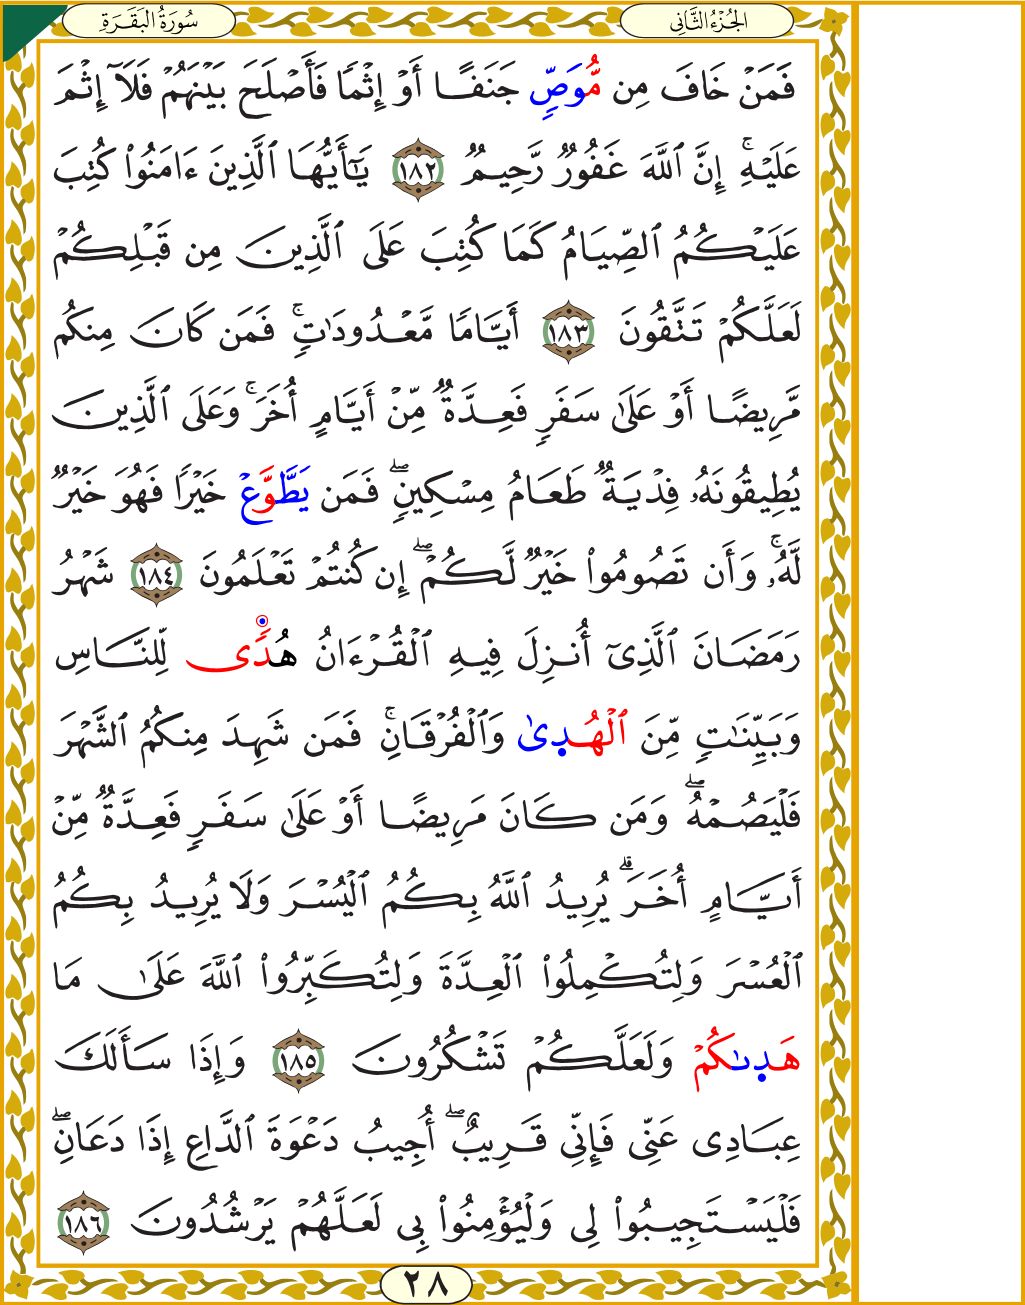 الجُزْءُ الثَّانِي
سُورَةُ البَقَرَةِ
فَمَنۡ خَافَ مِن مُّوَصٍّ جَنَفًا أَوۡ إِثۡمٗا فَأَصۡلَحَ بَيۡنَهُمۡ فَلَآ إِثۡمَ
عَلَيۡهِۚ إِنَّ ٱللَّهَ غَفُورٞ رَّحِيمٞ ١٨٢ يَٰٓأَيُّهَا ٱلَّذِينَ ءَامَنُواْ كُتِبَ
عَلَيۡكُمُ ٱلصِّيَامُ كَمَا كُتِبَ عَلَى ٱلَّذِينَ مِن قَبۡلِكُمۡ
لَعَلَّكُمۡ تَتَّقُونَ ١٨٣ أَيَّامٗا مَّعۡدُودَٰتٖۚ فَمَن كَانَ مِنكُم
مَّرِيضًا أَوۡ عَلَىٰ سَفَرٖ فَعِدَّةٞ مِّنۡ أَيَّامٍ أُخَرَۚ وَعَلَى ٱلَّذِينَ
يُطِيقُونَهُۥ فِدۡيَةٞ طَعَامُ مِسۡكِينٖۖ فَمَن يَطَّوَّعۡ خَيۡرٗا فَهُوَ خَيۡرٞ
لَّهُۥۚ وَأَن تَصُومُواْ خَيۡرٞ لَّكُمۡۖ إِن كُنتُمۡ تَعۡلَمُونَ ١٨٤ شَهۡرُ
رَمَضَانَ ٱلَّذِيٓ أُنزِلَ فِيهِ ٱلۡقُرۡءَانُ هُدٗى لِّلنَّاسِ
وَبَيِّنَٰتٖ مِّنَ ٱلۡهُدٜىٰ وَٱلۡفُرۡقَانِۚ فَمَن شَهِدَ مِنكُمُ ٱلشَّهۡرَ
فَلۡيَصُمۡهُۖ وَمَن كَانَ مَرِيضًا أَوۡ عَلَىٰ سَفَرٖ فَعِدَّةٞ مِّنۡ
أَيَّامٍ أُخَرَۗ يُرِيدُ ٱللَّهُ بِكُمُ ٱلۡيُسۡرَ وَلَا يُرِيدُ بِكُمُ
ٱلۡعُسۡرَ وَلِتُكۡمِلُواْ ٱلۡعِدَّةَ وَلِتُكَبِّرُواْ ٱللَّهَ عَلَىٰ مَا
هَدٜىٰكُمۡ وَلَعَلَّكُمۡ تَشۡكُرُونَ ١٨٥ وَإِذَا سَأَلَكَ
عِبَادِي عَنِّي فَإِنِّي قَرِيبٌۖ أُجِيبُ دَعۡوَةَ ٱلدَّاعِ إِذَا دَعَانِۖ
فَلۡيَسۡتَجِيبُواْ لِي وَلۡيُؤۡمِنُواْ بِي لَعَلَّهُمۡ يَرۡشُدُونَ ١٨٦
٢٨